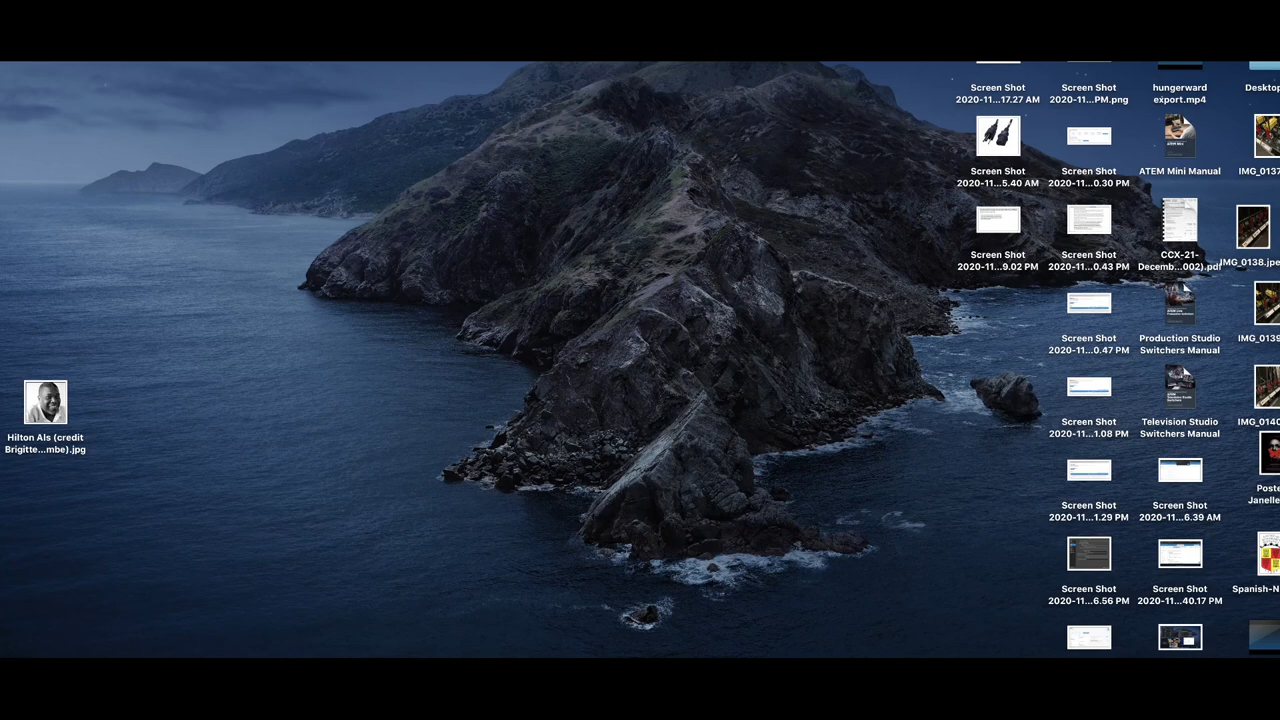 Screen Shot
2020-11...17.27 AM
Screen Shot
2020-11...PM.png
hungerward
export.mp4
Desktop
Screen Shot
2020-11...5.40 AM
Screen Shot
2020-11...0.30 PM
ATEM Mini Manual
IMG_0137
Screen Shot
2020-11...9.02 PM
Screen Shot
2020-11...0.43 PM
CCX-21-
Decemb...002).pdf
IMG_0138.jpe
Screen Shot
2020-11...0.47 PM
Production Studio
Switchers Manual
IMG_0139
Hilton Als (credit
Brigitte...mbe).jpg
Screen Shot
2020-11...1.08 PM
Television Studio
Switchers Manual
IMG_0140
Screen Shot
2020-11...1.29 PM
Screen Shot
2020-11...6.39 AM
Poste
Janelle
Screen Shot
2020-11...6.56 PM
Screen Shot
2020-11...40.17 PM
Spanish-N